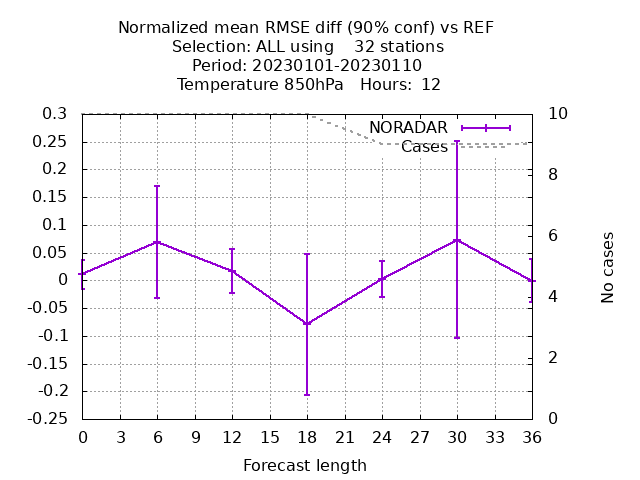 Normalized mean RMSE diff (90% conf) vs REF
Selection: ALL using    32 stations
Period: 20230101-20230110
Temperature 850hPa   Hours:  12
0.3
0.25
0.2
0.15
0.1
0.05
0
-0.05
-0.1
-0.15
-0.2
-0.25
NORADAR
Cases
10
8
6
4
2
0
No cases
0 3 6 9 12 15 18 21 24 27 30 33 36
Forecast length